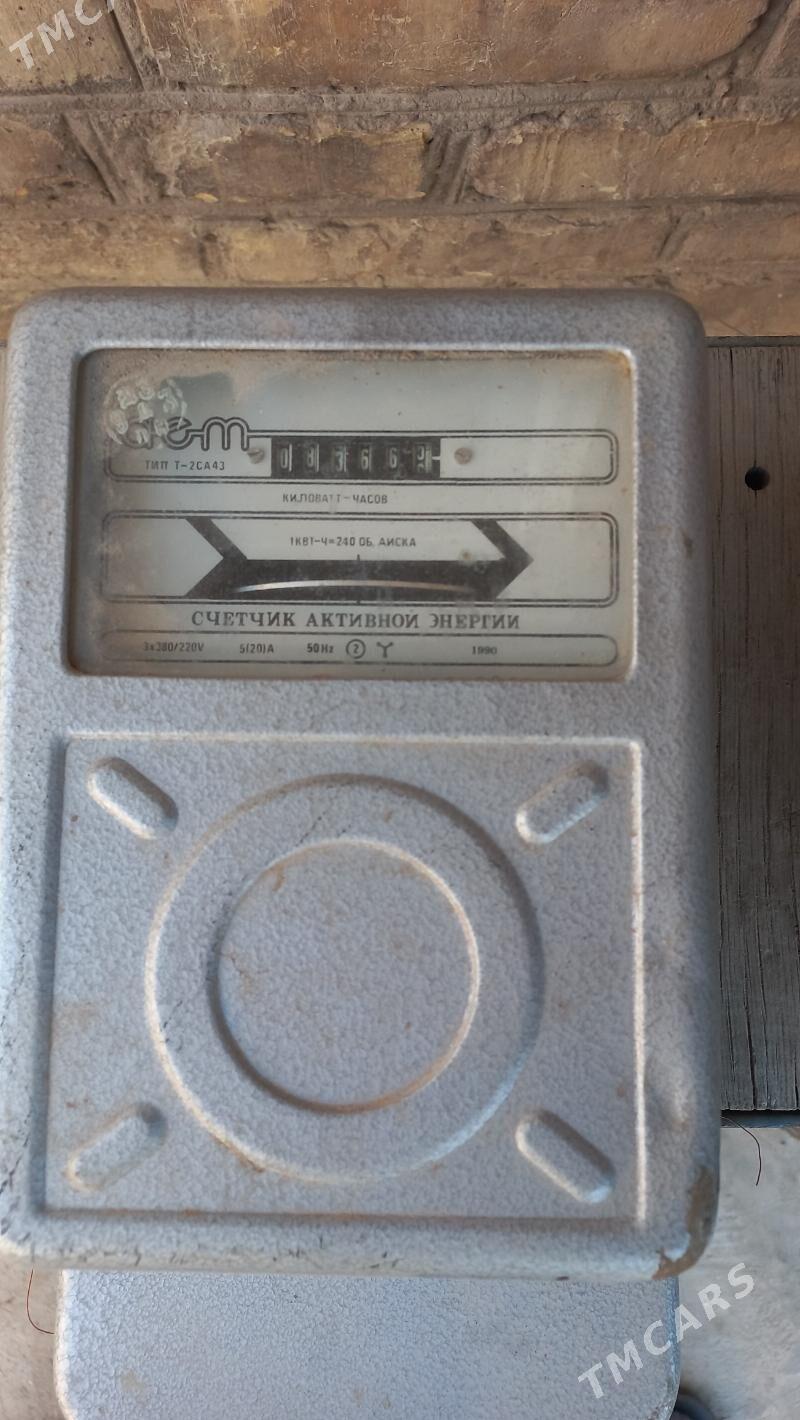 TMCARS
ТИП Т-2СА43
КИЛОВАТТ-ЧАСОВ
1КВТ-Ч=240 ОБ. ДИСКА
СЧЕТЧИК АКТИВНОЙ ЭНЕРГИИ
3x380/220V 5(20)A 50Hz 2 1990
TMCARS